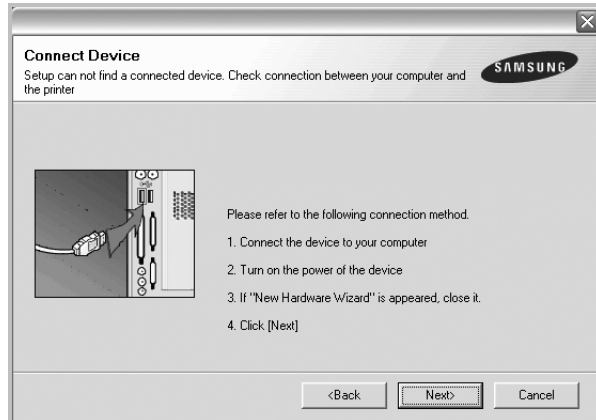 Connect Device
Setup can not find a connected device. Check connection between your computer and
the printer
SAMSUNG
Please refer to the following connection method.
1. Connect the device to your computer
2. Turn on the power of the device
3. If "New Hardware Wizard" is appeared, close it.
4. Click [Next]
<Back
Next>
Cancel